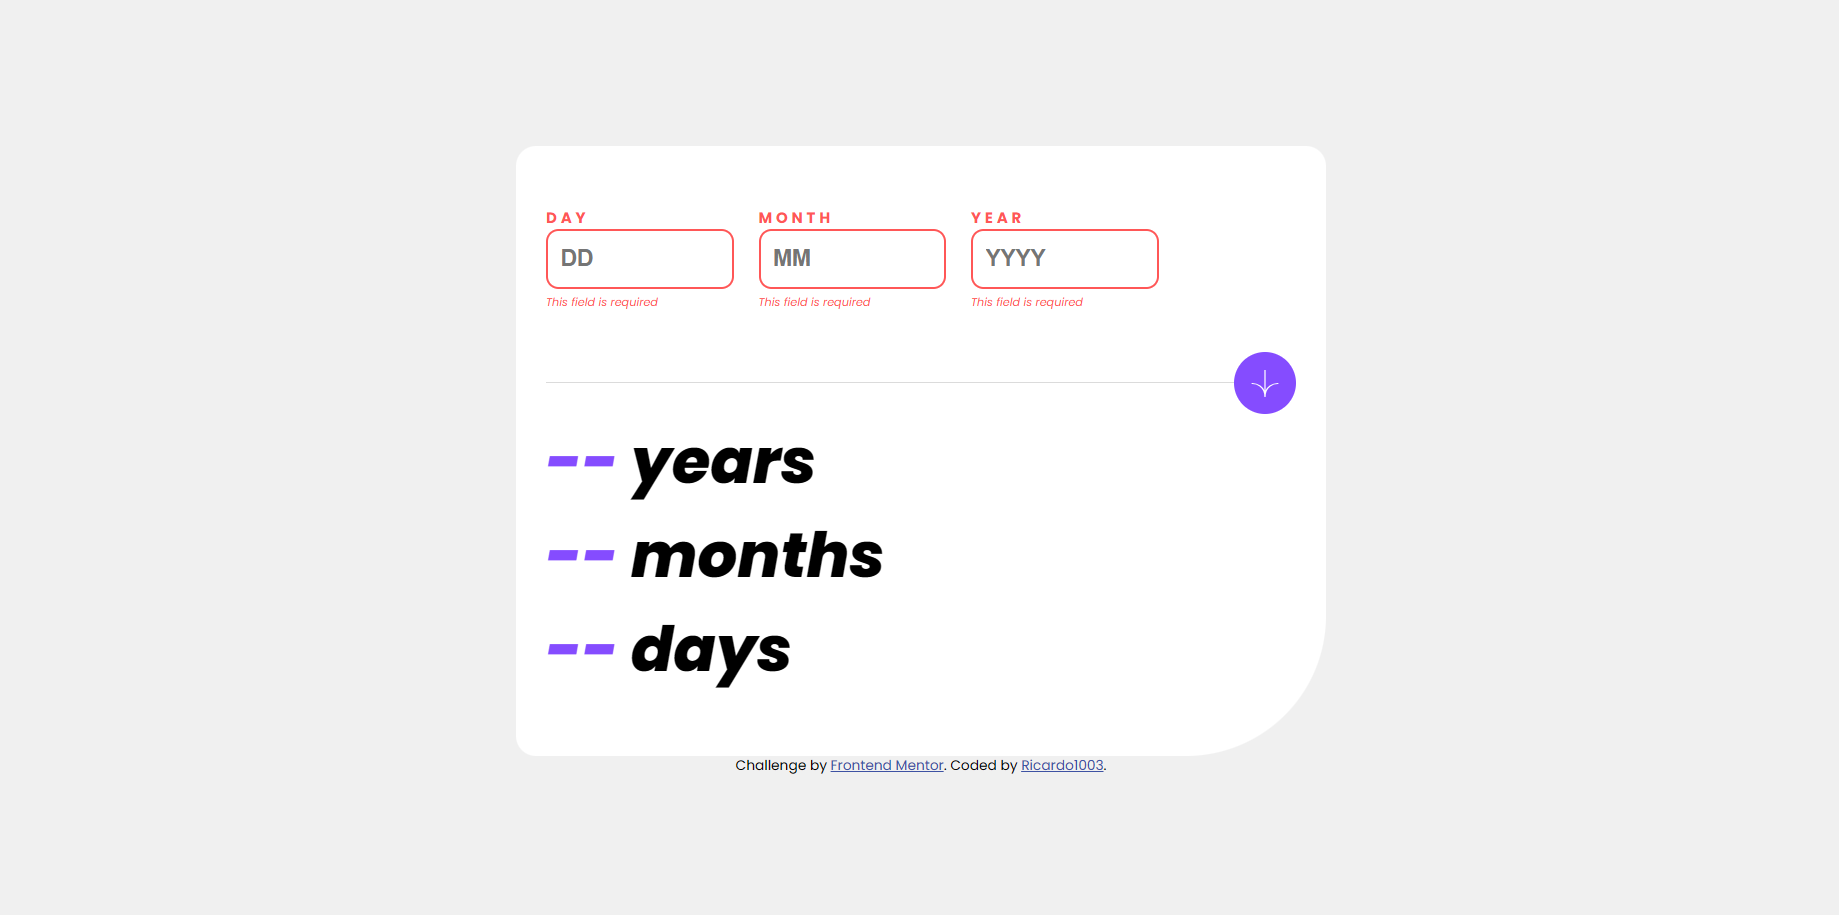 DAY MONTH YEAR
DD MM YYYY
This field is required This field is required This field is required
-- years
-- months
-- days
Challenge by Frontend Mentor. Coded by Ricardo1003.